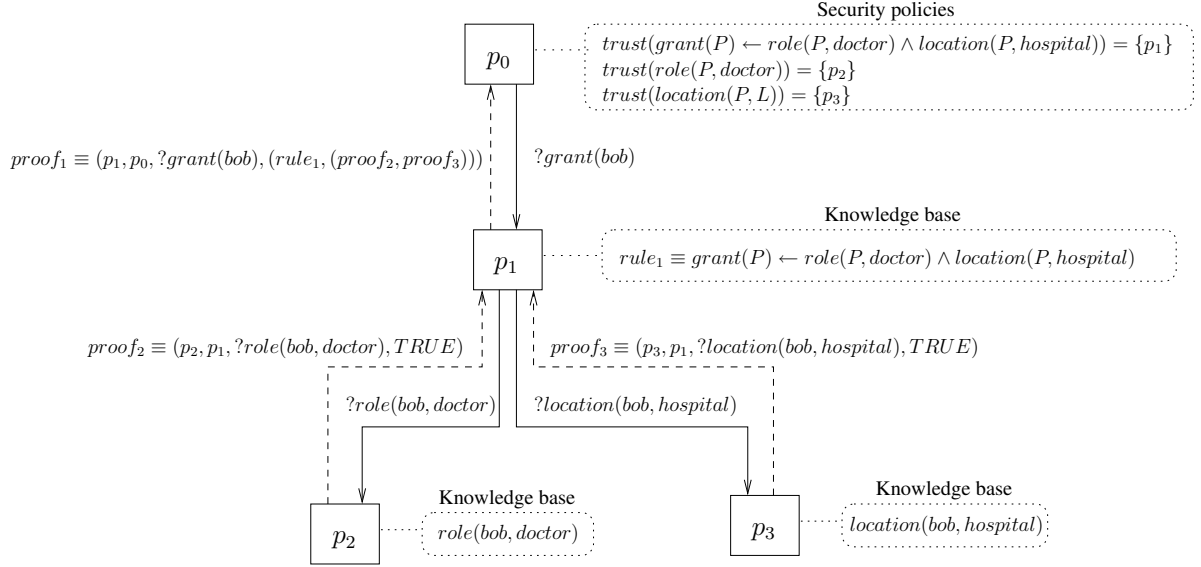 Security policies
p₀
trust(grant(P) ← role(P, doctor) ∧ location(P, hospital)) = {p₁}
trust(role(P, doctor)) = {p₂}
trust(location(P, L)) = {p₃}
proof₁ ≡ (p₁, p₀, ?grant(bob), (rule₁, (proof₂, proof₃)))
?grant(bob)
Knowledge base
p₁
rule₁ ≡ grant(P) ← role(P, doctor) ∧ location(P, hospital)
proof₂ ≡ (p₂, p₁, ?role(bob, doctor), TRUE)
proof₃ ≡ (p₃, p₁, ?location(bob, hospital), TRUE)
?role(bob, doctor)
?location(bob, hospital)
Knowledge base
p₂
role(bob, doctor)
Knowledge base
p₃
location(bob, hospital)